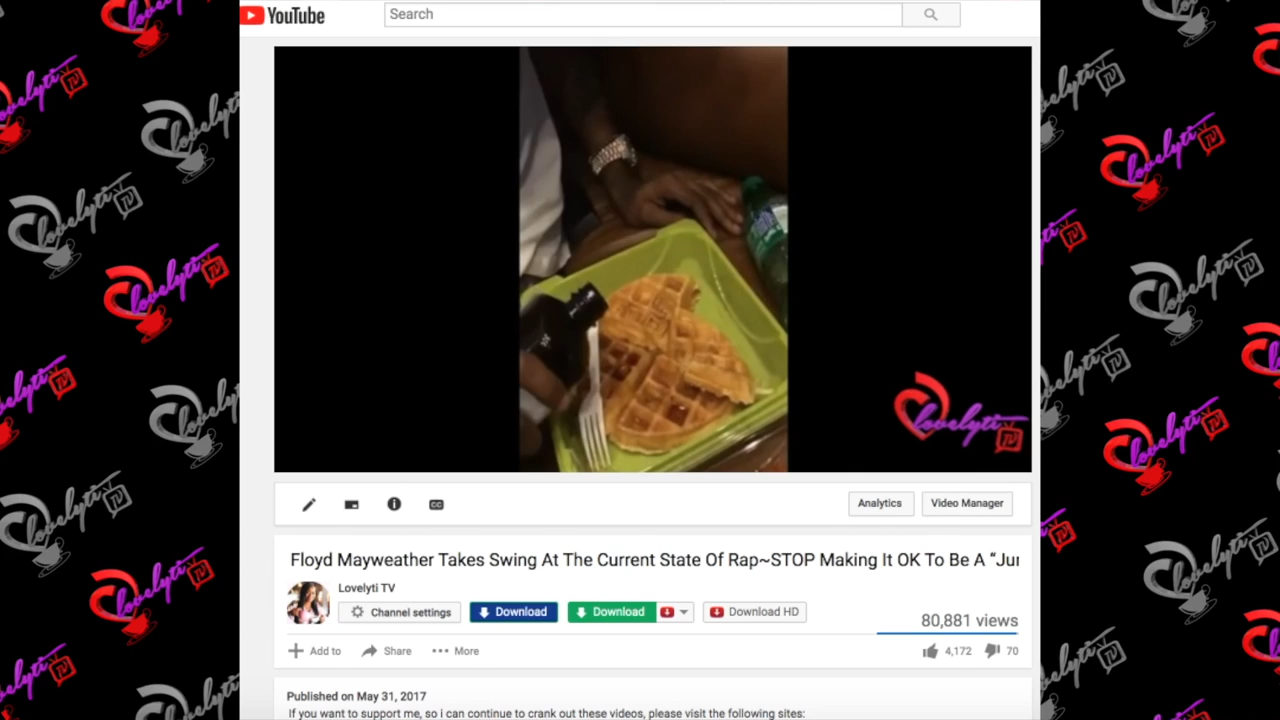 YouTube
Search
lovelyti TV
Analytics
Video Manager
Floyd Mayweather Takes Swing At The Current State Of Rap~STOP Making It OK To Be A “Jur
Lovelyti TV
Channel settings
Download
Download
Download HD
80,881 views
Add to
Share
More
4,172
70
Published on May 31, 2017
If you want to support me, so i can continue to crank out these videos, please visit the following sites: